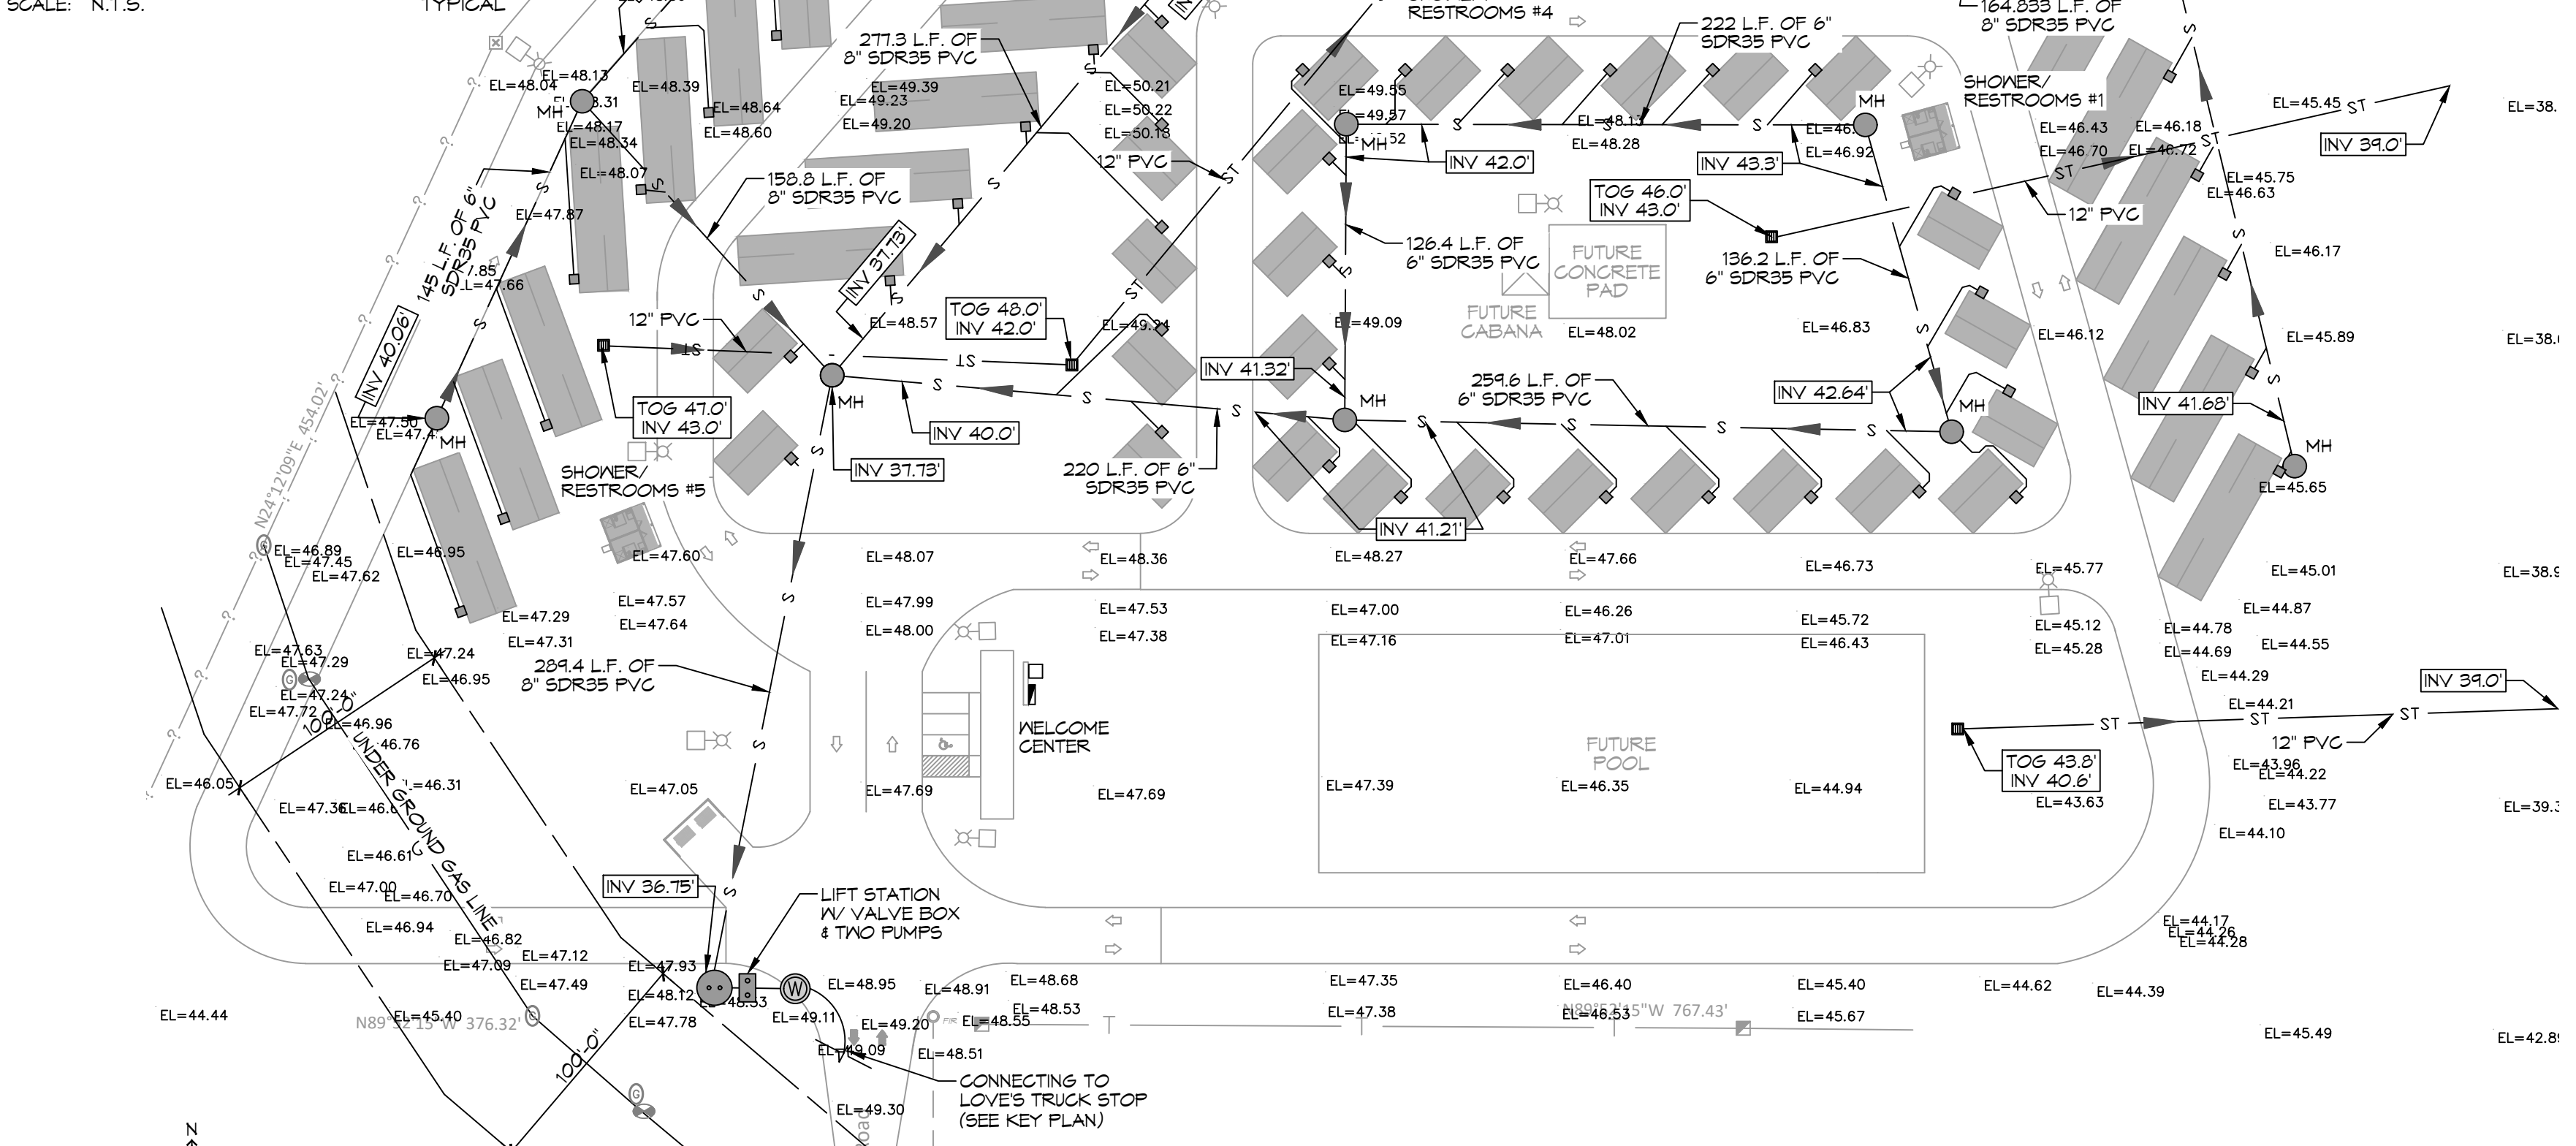 SCALE: N.T.S.
TYPICAL
RESTROOMS #4
222 L.F. OF 6"
SDR35 PVC
164.833 L.F. OF
8" SDR35 PVC
277.3 L.F. OF
8" SDR35 PVC
SHOWER/
RESTROOMS #1
EL=48.13
EL=48.04
EL=48.39
EL=48.64
EL=48.60
EL=48.17
EL=48.34
EL=48.07
MH
EL=49.39
EL=49.23
EL=49.20
EL=50.21
EL=50.22
EL=50.18
EL=49.55
EL=49.57
MH
EL=48.13
EL=48.28
MH
EL=46.92
EL=46.43
EL=46.18
EL=46.70
EL=46.72
EL=45.45
ST
INV 39.0'
12" PVC
INV 42.0'
INV 43.3'
158.8 L.F. OF
8" SDR35 PVC
TOG 46.0'
INV 43.0'
12" PVC
EL=45.75
EL=46.63
EL=47.87
145 L.F. OF 6"
SDR35 PVC
EL=47.66
INV 37.73'
126.4 L.F. OF
6" SDR35 PVC
FUTURE
CONCRETE
PAD
FUTURE
CABANA
136.2 L.F. OF
6" SDR35 PVC
EL=46.17
INV 40.06'
12" PVC
EL=48.57
TOG 48.0'
INV 42.0'
EL=49.24
EL=49.09
EL=48.02
EL=46.83
EL=46.12
EL=45.89
ST
ST
INV 41.32'
259.6 L.F. OF
6" SDR35 PVC
INV 42.64'
INV 41.68'
TOG 47.0'
INV 43.0'
MH
MH
MH
MH
MH
EL=47.50
INV 40.0'
INV 37.73'
220 L.F. OF 6"
SDR35 PVC
INV 41.21'
EL=45.65
N24°12'09"E 454.02'
SHOWER/
RESTROOMS #5
EL=46.89
EL=47.45
EL=47.62
EL=46.95
EL=47.60
EL=48.07
EL=48.36
EL=48.27
EL=47.66
EL=46.73
EL=45.77
EL=45.01
EL=47.29
EL=47.31
EL=47.57
EL=47.64
EL=47.99
EL=48.00
EL=47.53
EL=47.38
EL=47.00
EL=47.16
EL=46.26
EL=47.01
EL=45.72
EL=46.43
EL=45.12
EL=45.28
EL=44.87
EL=44.78
EL=44.69
EL=44.55
EL=44.29
EL=44.21
EL=47.63
EL=47.29
EL=47.24
EL=46.95
EL=47.24
EL=47.72
EL=46.96
100'-0"
289.4 L.F. OF
8" SDR35 PVC
WELCOME
CENTER
FUTURE
POOL
INV 39.0'
ST
ST
ST
12" PVC
TOG 43.8'
INV 40.6'
EL=43.96
EL=44.22
EL=43.77
EL=43.63
EL=44.10
EL=46.05
EL=46.31
EL=47.36
UNDER GROUND GAS LINE
EL=47.05
EL=47.69
EL=47.69
EL=47.39
EL=46.35
EL=44.94
EL=46.61
EL=47.00
EL=46.70
EL=46.94
EL=46.82
EL=47.09
EL=47.12
EL=47.49
INV 36.75'
LIFT STATION
W/ VALVE BOX
& TWO PUMPS
EL=44.17
EL=44.26
EL=44.28
EL=47.93
EL=48.12
EL=47.78
W
EL=48.95
EL=49.11
EL=49.20
EL=48.91
EL=48.68
EL=48.53
EL=48.55
FIR
EL=47.35
EL=47.38
EL=46.40
EL=46.53
N89°52'15"W 767.43'
EL=45.40
EL=45.67
EL=44.62
EL=44.39
EL=45.49
EL=44.44
EL=45.40
N89°52'15"W 376.32'
EL=49.09
EL=48.51
100'-0"
G
CONNECTING TO
LOVE'S TRUCK STOP
(SEE KEY PLAN)
EL=49.30
N